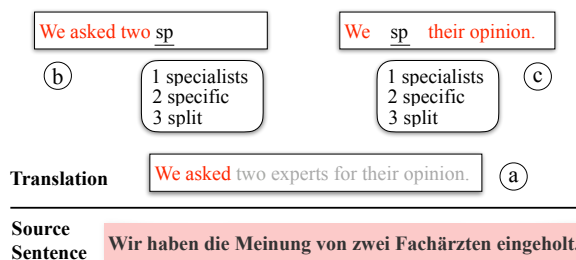 We asked two sp
We sp their opinion.
b
c
1 specialists
2 specific
3 split
1 specialists
2 specific
3 split
Translation
We asked two experts for their opinion.
a
Source
Sentence
Wir haben die Meinung von zwei Fachärzten eingeholt.